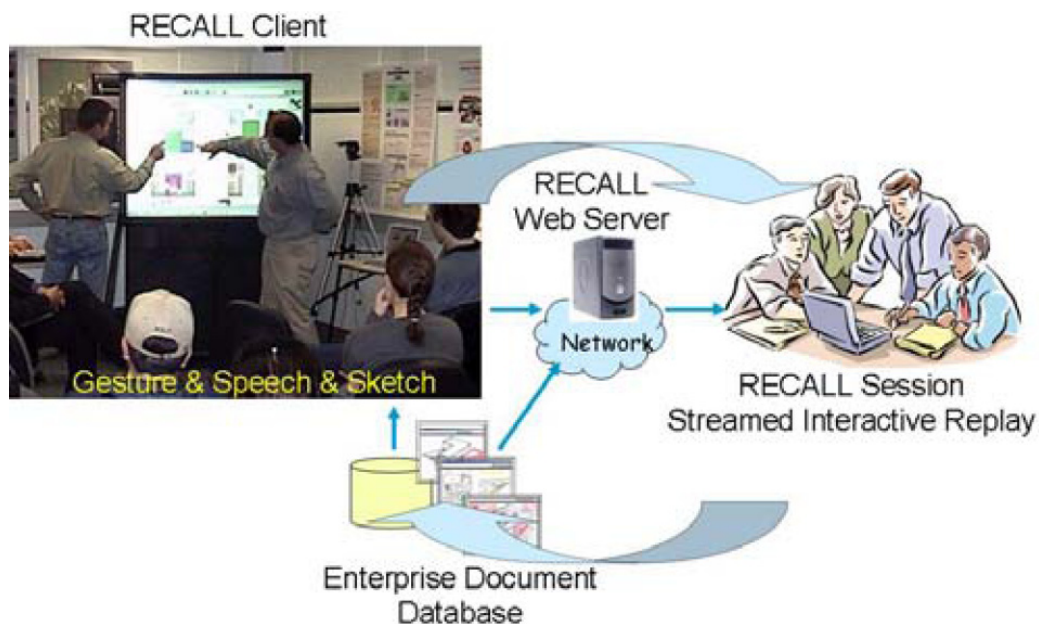 RECALL Client
RECALL
Web Server
Network
Gesture & Speech & Sketch
RECALL Session
Streamed Interactive Replay
Enterprise Document
Database